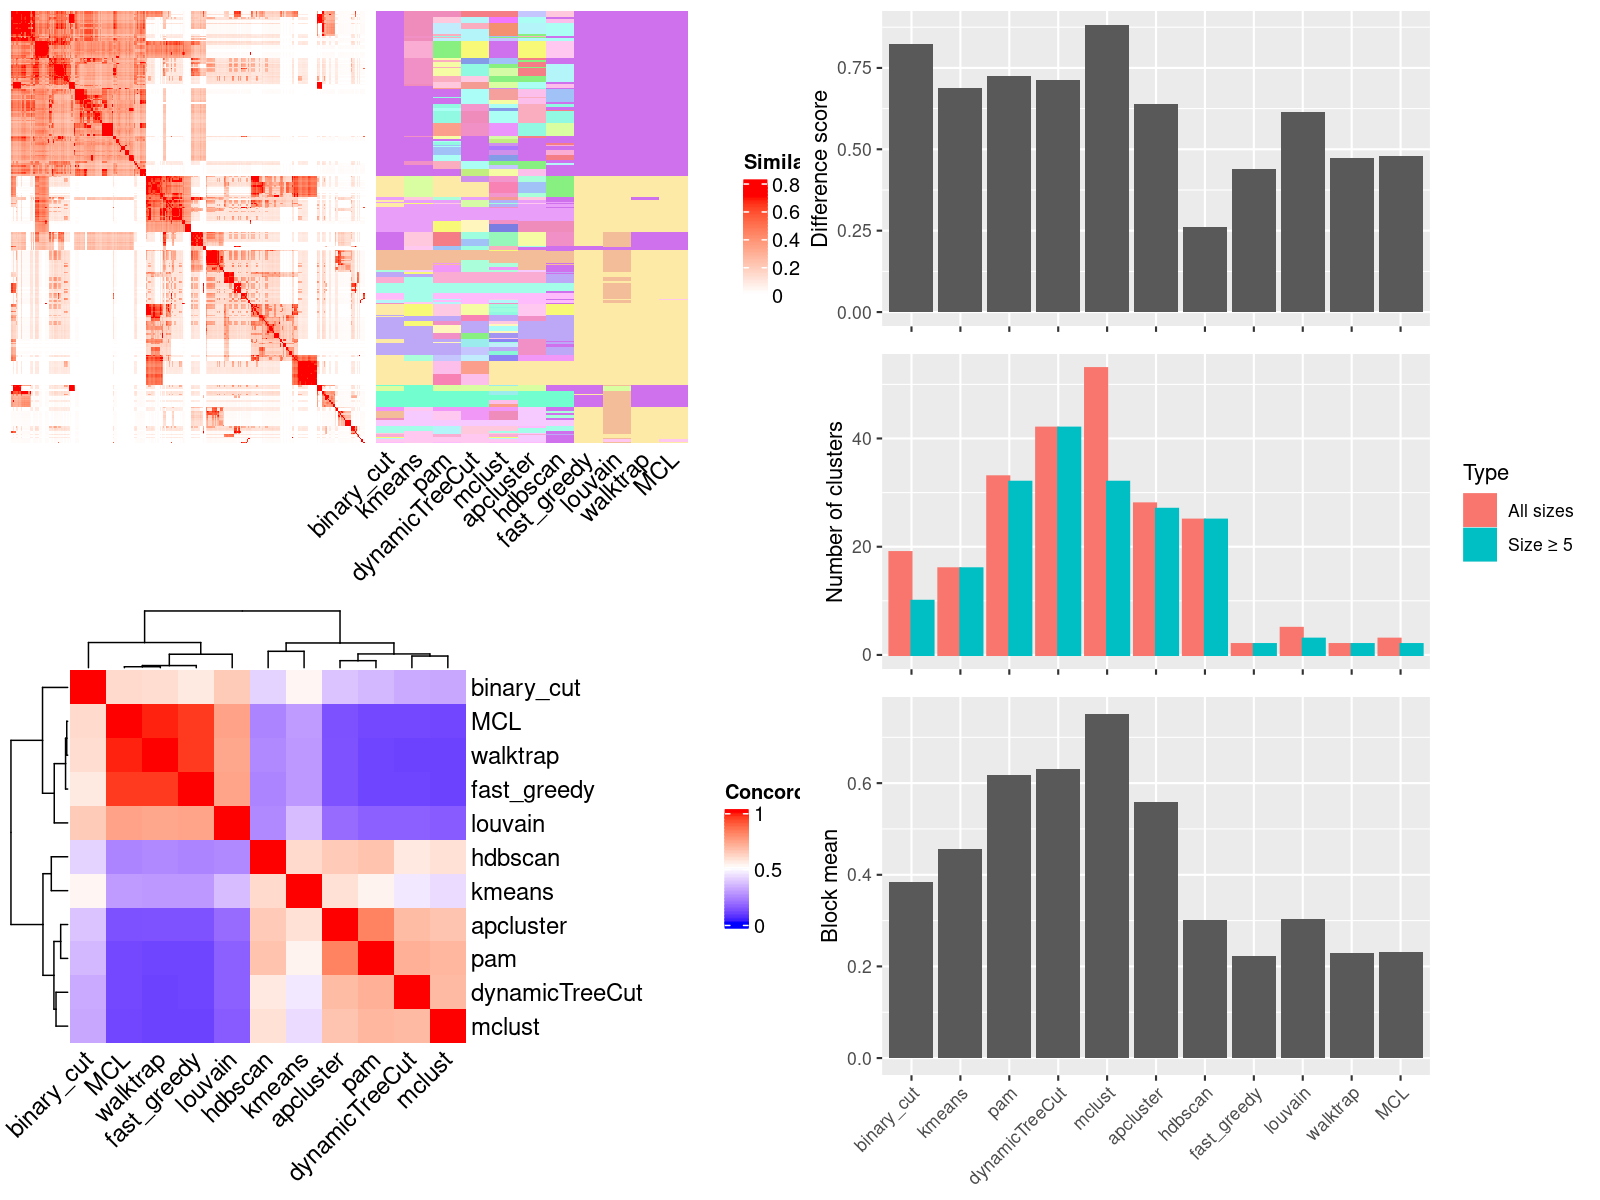 Simila
0.8
0.6
0.4
0.2
0
binary_cut
kmeans
pam
dynamicTreeCut
mclust
apcluster
hdbscan
fast_greedy
louvain
walktrap
MCL
binary_cut
MCL
walktrap
fast_greedy
louvain
hdbscan
kmeans
apcluster
pam
dynamicTreeCut
mclust
Concord
1
0.5
0
binary_cut
MCL
walktrap
fast_greedy
louvain
hdbscan
kmeans
apcluster
pam
dynamicTreeCut
mclust
Difference score
0.75
0.50
0.25
0.00
Number of clusters
40
20
0
Type
All sizes
Size ≥ 5
Block mean
0.6
0.4
0.2
0.0
binary_cut
kmeans
pam
dynamicTreeCut
mclust
apcluster
hdbscan
fast_greedy
louvain
walktrap
MCL